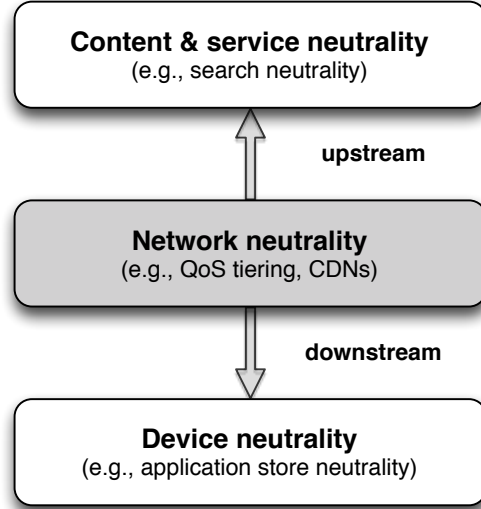 Content & service neutrality
(e.g., search neutrality)
upstream
Network neutrality
(e.g., QoS tiering, CDNs)
downstream
Device neutrality
(e.g., application store neutrality)